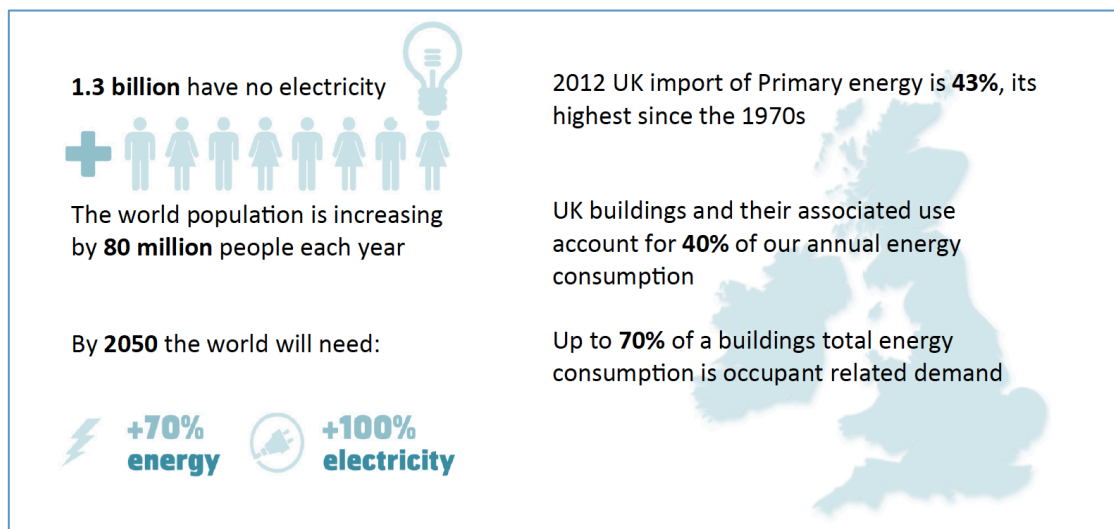 1.3 billion have no electricity
The world population is increasing
by 80 million people each year
By 2050 the world will need:
+70%
energy
+100%
electricity
2012 UK import of Primary energy is 43%, its
highest since the 1970s
UK buildings and their associated use
account for 40% of our annual energy
consumption
Up to 70% of a buildings total energy
consumption is occupant related demand